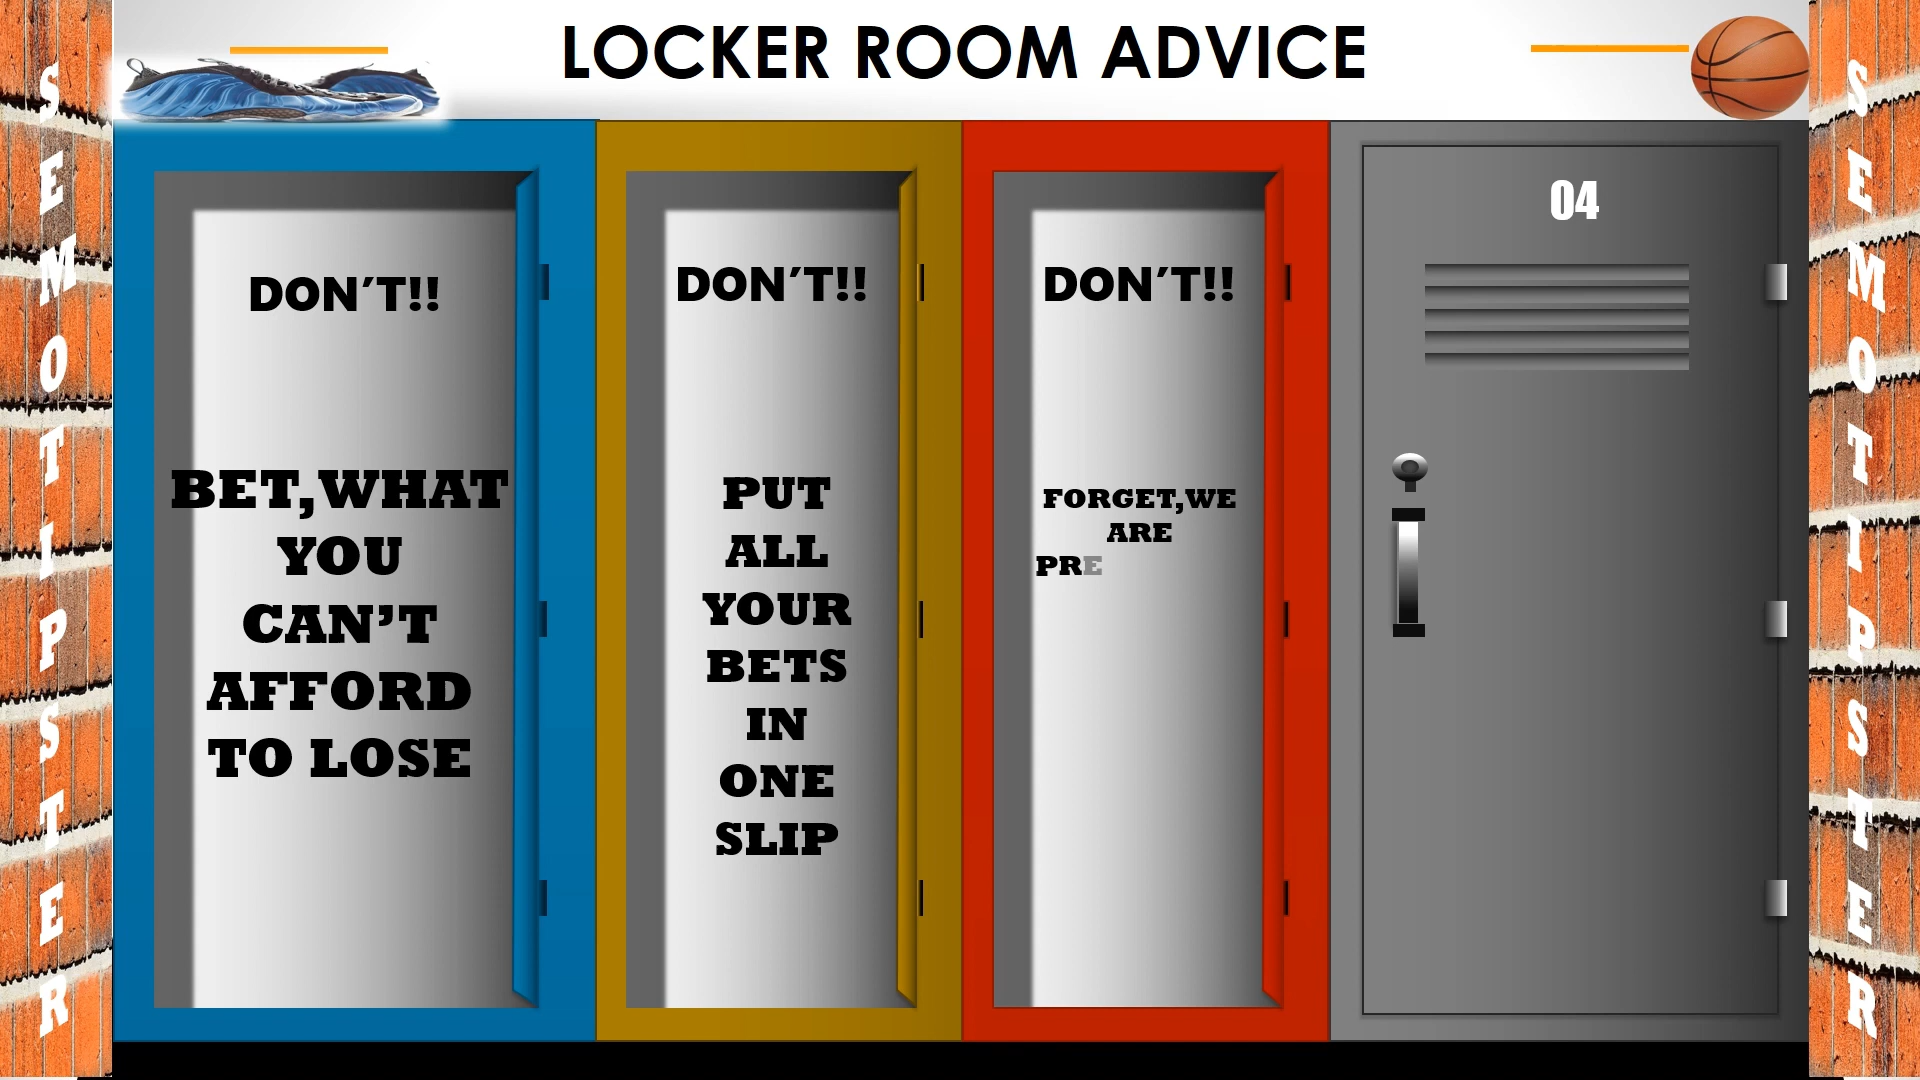 LOCKER ROOM ADVICE
SEMOTIPSTER
DON'T!!
BET,WHAT
YOU
CAN'T
AFFORD
TO LOSE
DON'T!!
PUT
ALL
YOUR
BETS
IN
ONE
SLIP
DON'T!!
FORGET,WE
ARE
PRE
04
SEMOTIPSTER